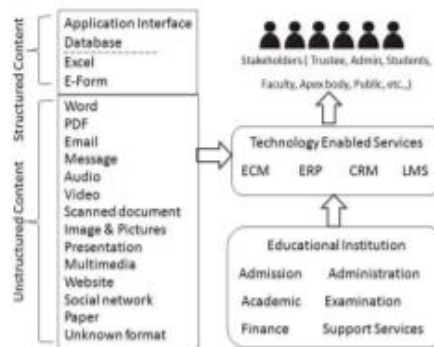 Structured Content
Application Interface
Database
Excel
E-Form
Unstructured Content
Word
PDF
Email
Message
Audio
Video
Scanned document
Image & Pictures
Presentation
Multimedia
Website
Social network
Paper
Unknown format
Stakeholders ( Trustee, Admin, Students,
Faculty, Apex body, Public, etc.,)
Technology Enabled Services
ECM ERP CRM LMS
Educational Institution
Admission Administration
Academic Examination
Finance Support Services